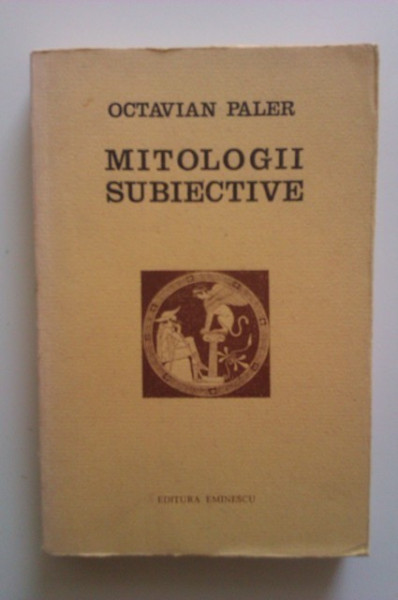 OCTAVIAN PALER
MITOLOGII
SUBIECTIVE
EDITURA EMINESCU